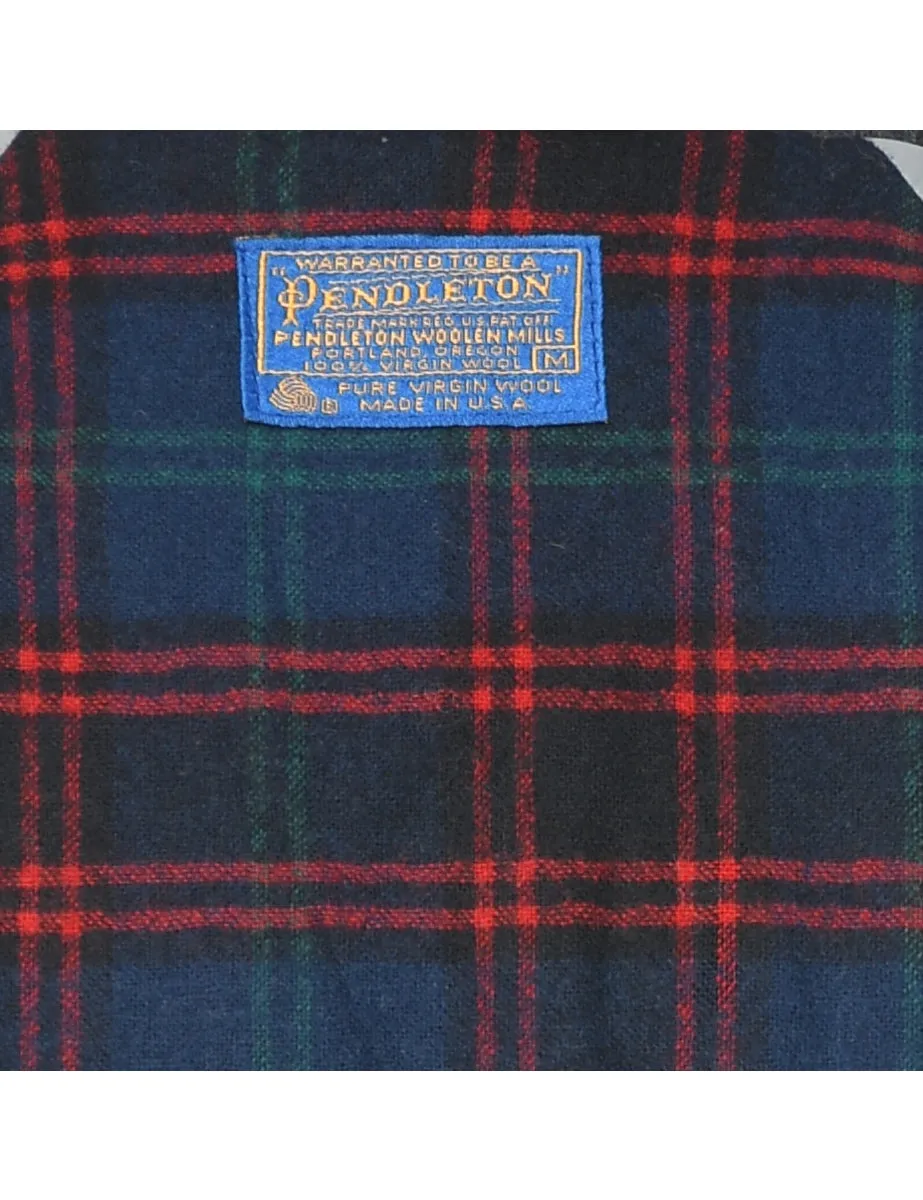 WARRANTED TO BE A
"PENDLETON"
TRADE MARK REG. U.S. PAT. OFF.
PENDLETON WOOLEN MILLS
PORTLAND, OREGON
100% VIRGIN WOOL M
PURE VIRGIN WOOL
MADE IN U.S.A.